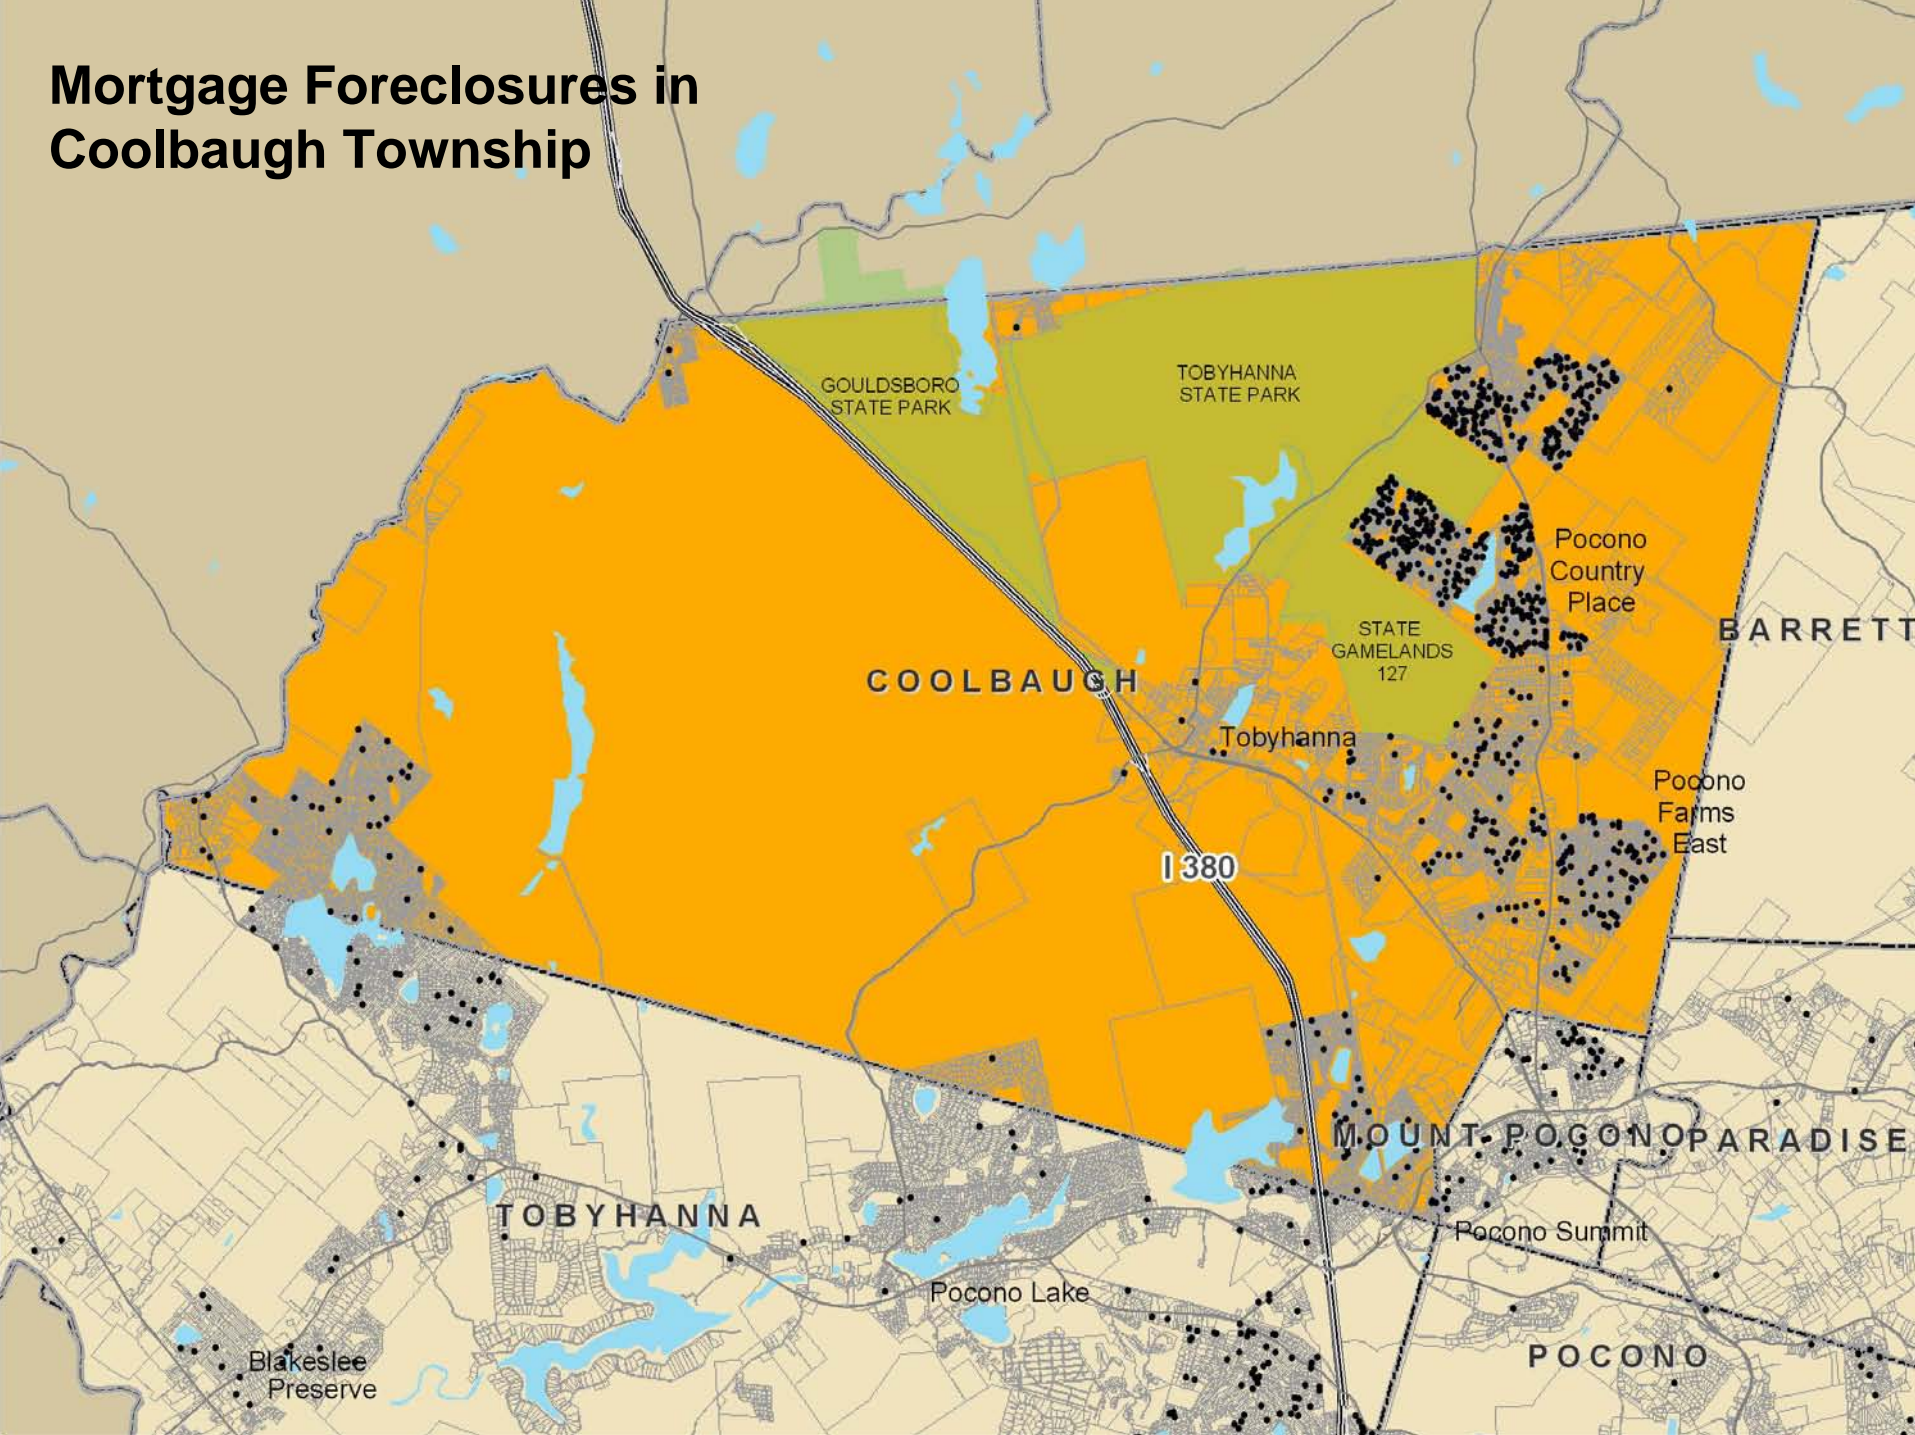 Mortgage Foreclosures in
Coolbaugh Township
GOULDSBORO
STATE PARK
TOBYHANNA
STATE PARK
Pocono
Country
Place
BARRETT
STATE
GAMELANDS
127
COOLBAUGH
Tobyhanna
Pocono
Farms
East
I 380
MOUNT POCONO
PARADISE
TOBYHANNA
Pocono Summit
Pocono Lake
Blakeslee
Preserve
POCONO